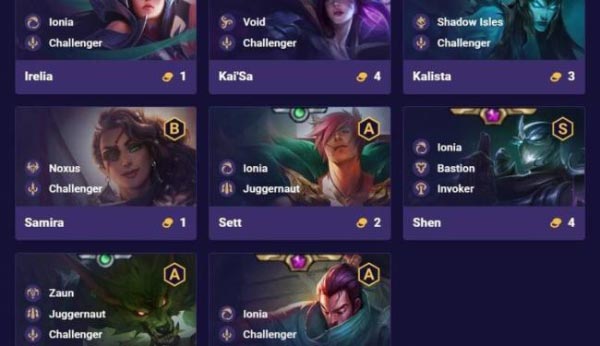 Ionia
Challenger
Irelia
1
Void
Challenger
Kai'Sa
4
Shadow Isles
Challenger
Kalista
3
B
Noxus
Challenger
Samira
1
A
Ionia
Juggernaut
Sett
2
S
Ionia
Bastion
Invoker
Shen
4
A
Zaun
Juggernaut
Challenger
A
Ionia
Challenger